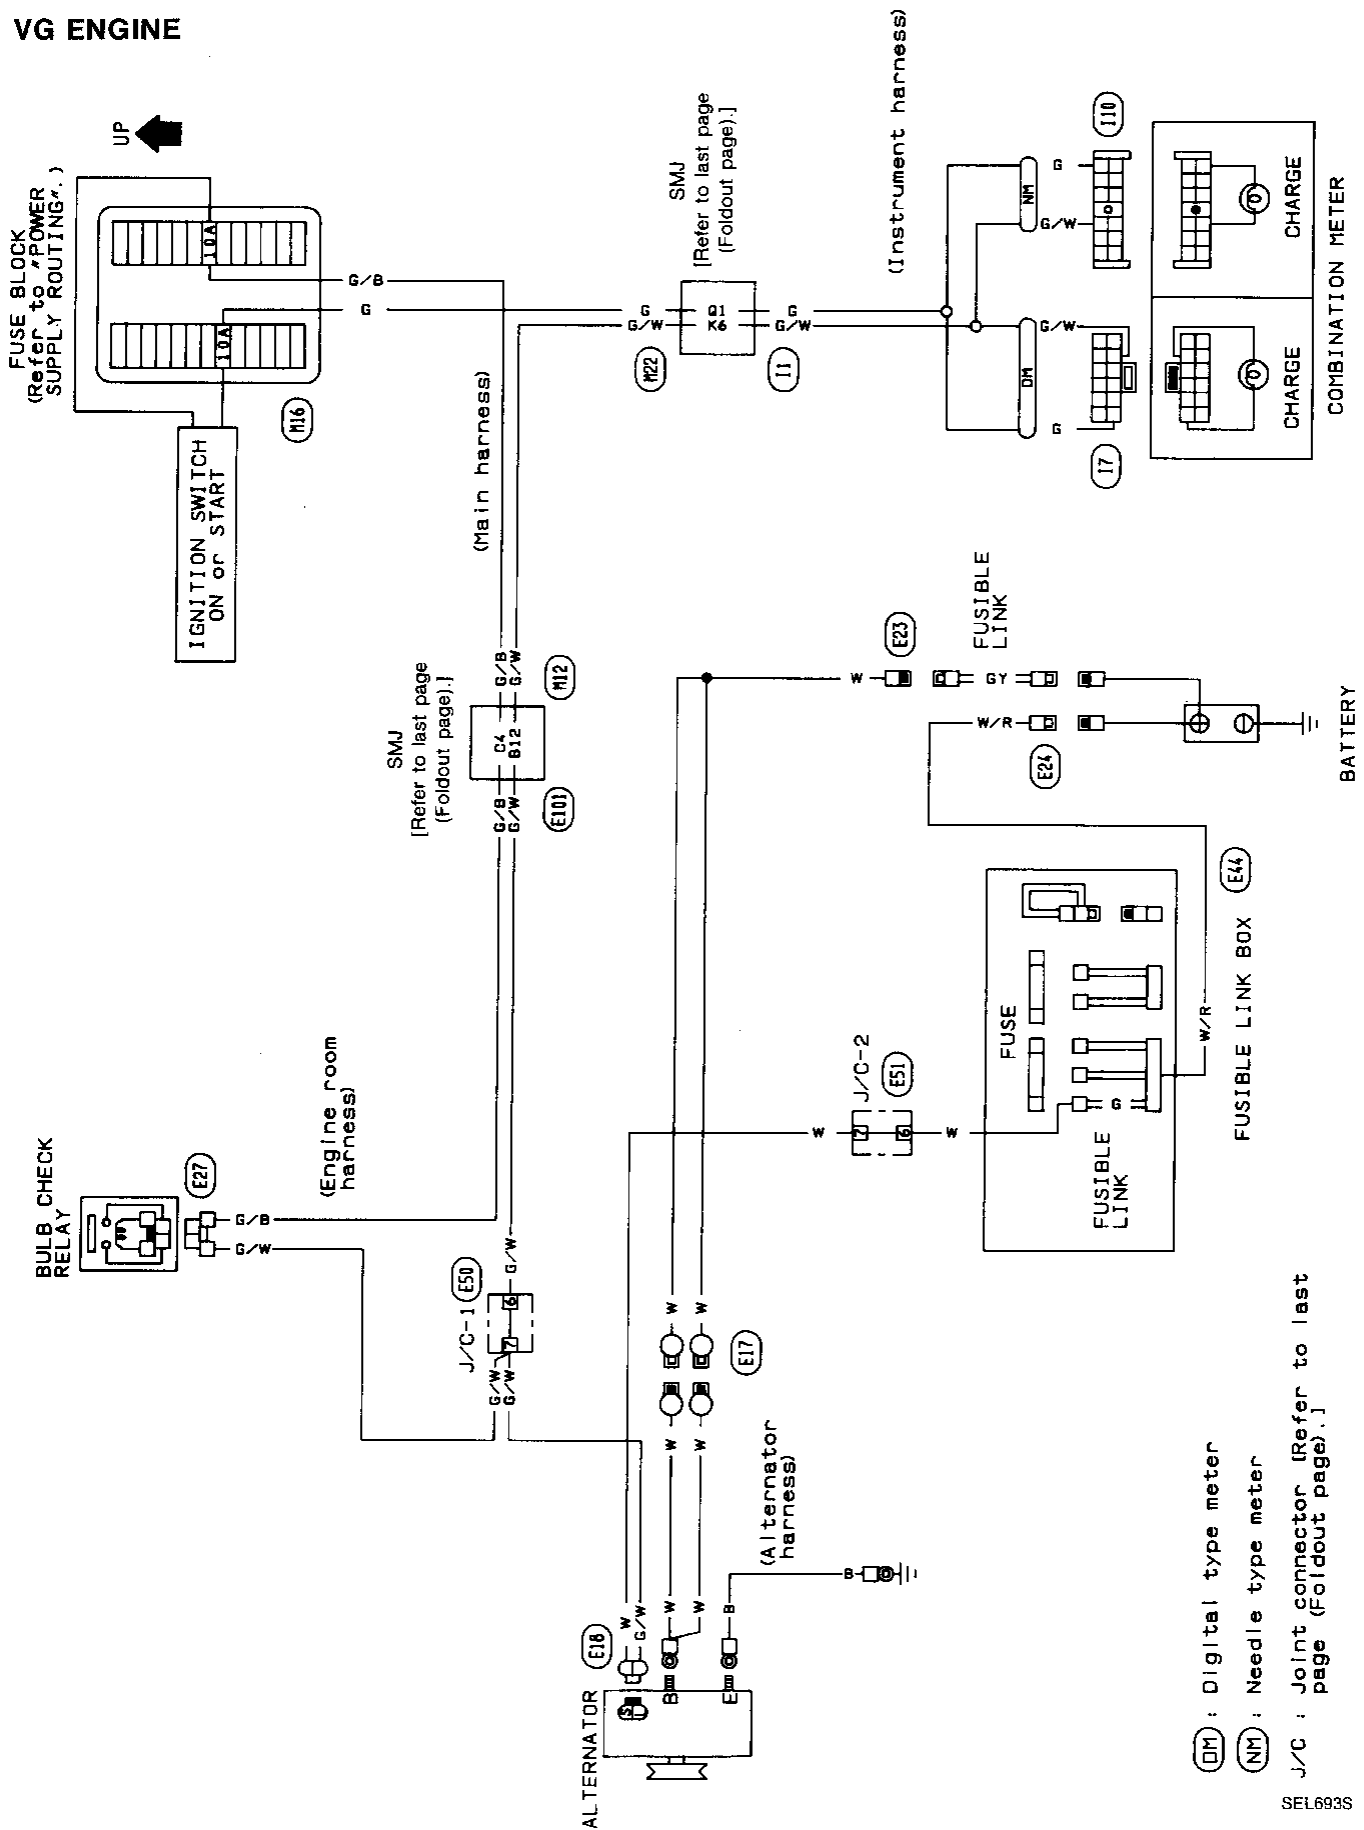 VG ENGINE
UP
FUSE BLOCK
(Refer to "POWER
SUPPLY ROUTING".)
10A
10A
M16
IGNITION SWITCH
ON or START
G/B
G
G
G/W
M22
SMJ
[Refer to last page
(Foldout page).]
Q1
K6
G
G/W
I1
(Instrument harness)
NM
G
G/W
I10
DM
G/W
G
I7
CHARGE
CHARGE
COMBINATION METER
(Main harness)
G/B
G/W
M12
SMJ
[Refer to last page
(Foldout page).]
C4
B12
G/B
G/W
E101
W
E23
FUSIBLE
LINK
GY
W/R
E24
BATTERY
E44
FUSIBLE LINK BOX
FUSE
W/R
G
FUSIBLE
LINK
J/C-2
E51
W
7
6
W
(Engine room
harness)
BULB CHECK
RELAY
E27
G/B
G/W
G/W
E50
J/C-1
6
7
G/W
G/W
W
W
E17
W
W
(Alternator
harness)
B
B
W
W
E18
W
G/W
S
L
B
E
ALTERNATOR
DM : Digital type meter
NM : Needle type meter
J/C : Joint connector [Refer to last
page (Foldout page).]
SEL693S